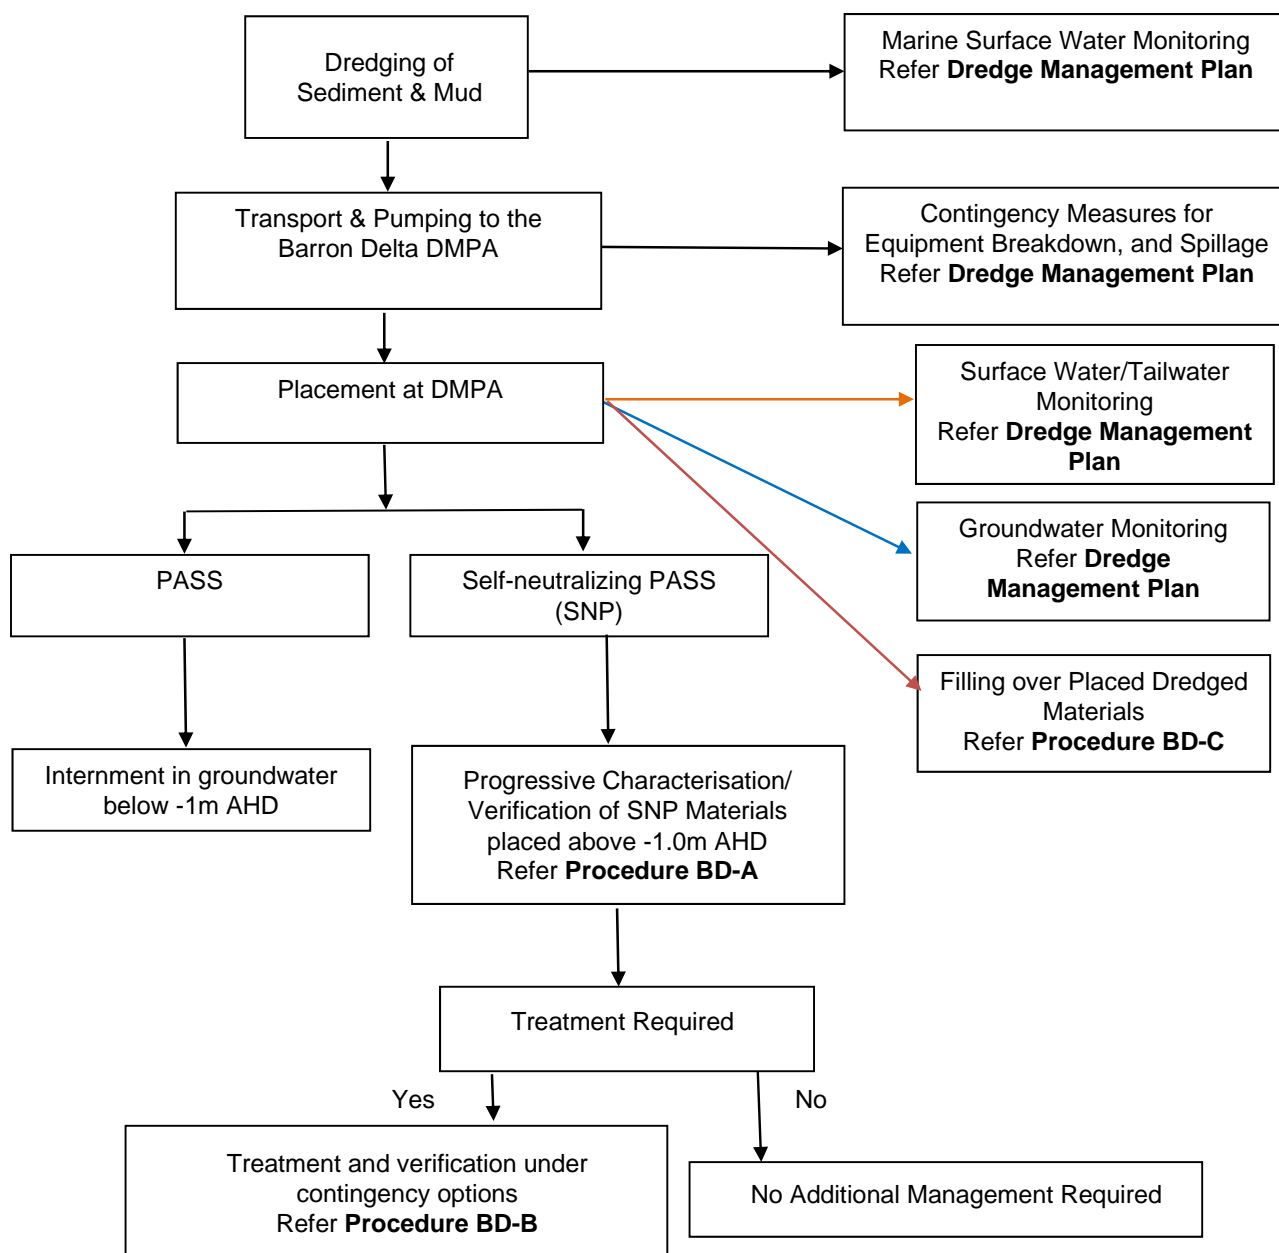 Dredging of
Sediment & Mud
Marine Surface Water Monitoring
Refer Dredge Management Plan
Transport & Pumping to the
Barron Delta DMPA
Contingency Measures for
Equipment Breakdown, and Spillage
Refer Dredge Management Plan
Placement at DMPA
Surface Water/Tailwater
Monitoring
Refer Dredge Management
Plan
Groundwater Monitoring
Refer Dredge
Management Plan
Filling over Placed Dredged
Materials
Refer Procedure BD-C
PASS
Self-neutralizing PASS
(SNP)
Internment in groundwater
below -1m AHD
Progressive Characterisation/
Verification of SNP Materials
placed above -1.0m AHD
Refer Procedure BD-A
Treatment Required
Yes
No
Treatment and verification under
contingency options
Refer Procedure BD-B
No Additional Management Required